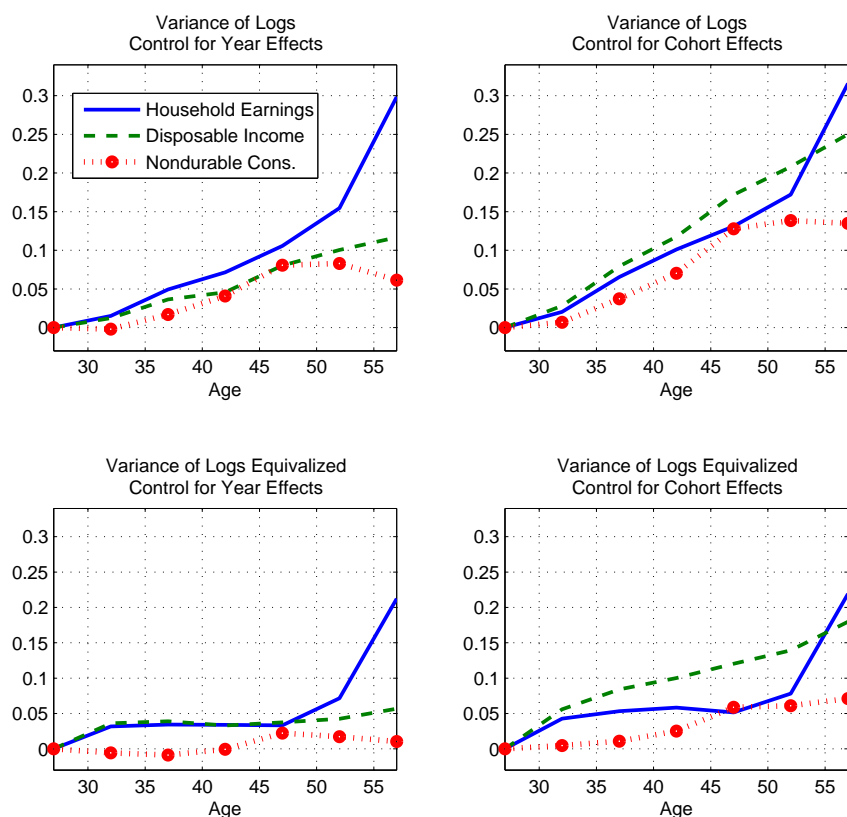 Variance of Logs
Control for Year Effects
0.3
0.25
0.2
0.15
0.1
0.05
0
Household Earnings
Disposable Income
Nondurable Cons.
30 35 40 45 50 55
Age
Variance of Logs
Control for Cohort Effects
0.3
0.25
0.2
0.15
0.1
0.05
0
30 35 40 45 50 55
Age
Variance of Logs Equivalized
Control for Year Effects
0.3
0.25
0.2
0.15
0.1
0.05
0
30 35 40 45 50 55
Age
Variance of Logs Equivalized
Control for Cohort Effects
0.3
0.25
0.2
0.15
0.1
0.05
0
30 35 40 45 50 55
Age